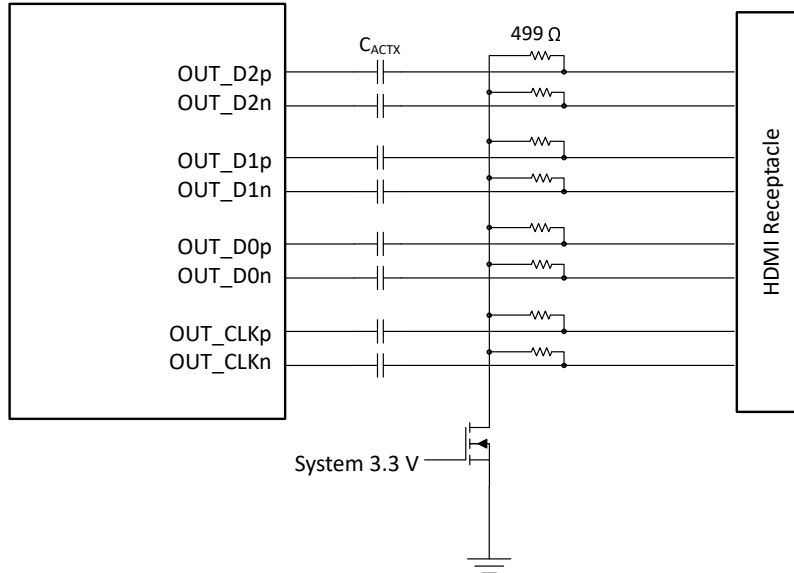 C_ACTX
499 Ω
OUT_D2p
OUT_D2n
OUT_D1p
OUT_D1n
OUT_D0p
OUT_D0n
OUT_CLKp
OUT_CLKn
HDMI Receptacle
System 3.3 V